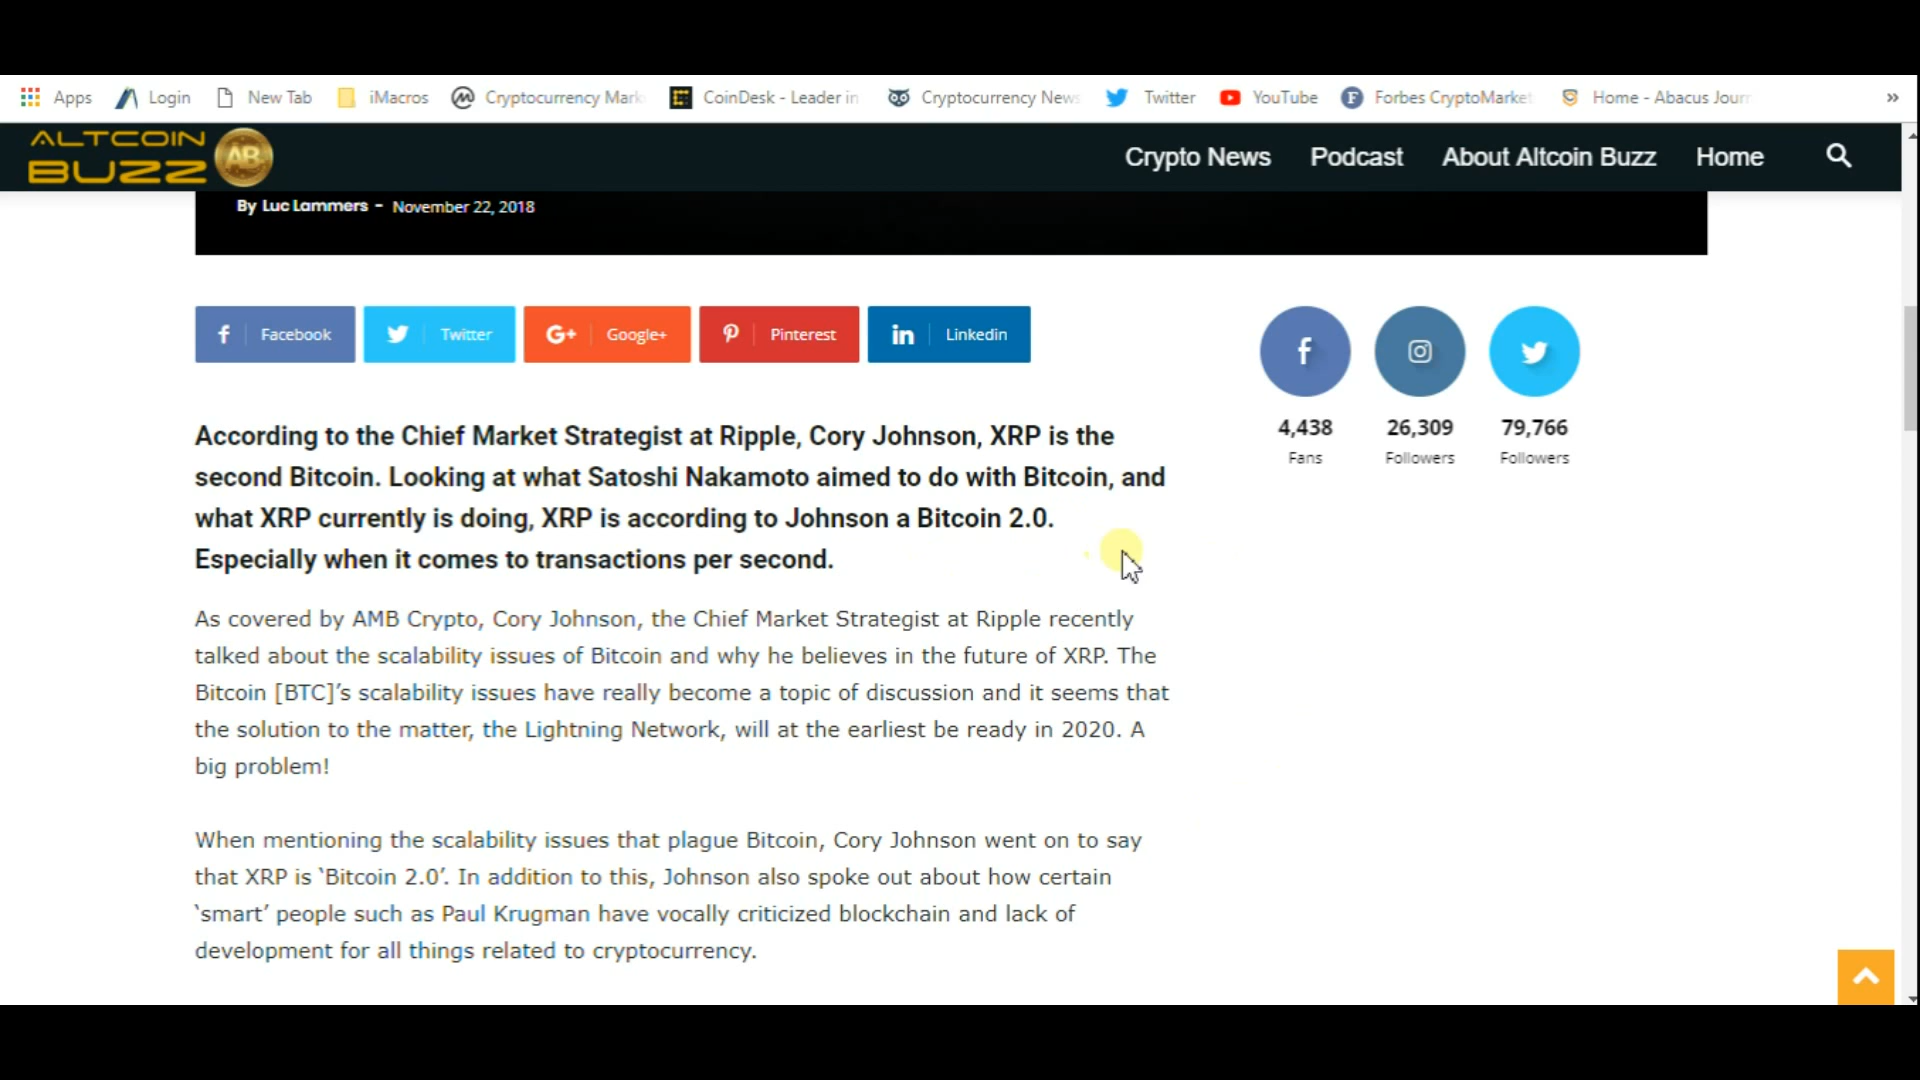 Apps Login New Tab iMacros Cryptocurrency Mark CoinDesk - Leader in Cryptocurrency News Twitter YouTube Forbes CryptoMarket Home - Abacus Journ »
ALTCOIN
BUZZ AB
Crypto News Podcast About Altcoin Buzz Home
By Luc Lammers - November 22, 2018
Facebook Twitter G+ Google+ Pinterest in Linkedin
4,438 26,309 79,766
Fans Followers Followers
According to the Chief Market Strategist at Ripple, Cory Johnson, XRP is the
second Bitcoin. Looking at what Satoshi Nakamoto aimed to do with Bitcoin, and
what XRP currently is doing, XRP is according to Johnson a Bitcoin 2.0.
Especially when it comes to transactions per second.
As covered by AMB Crypto, Cory Johnson, the Chief Market Strategist at Ripple recently
talked about the scalability issues of Bitcoin and why he believes in the future of XRP. The
Bitcoin [BTC]’s scalability issues have really become a topic of discussion and it seems that
the solution to the matter, the Lightning Network, will at the earliest be ready in 2020. A
big problem!
When mentioning the scalability issues that plague Bitcoin, Cory Johnson went on to say
that XRP is ‘Bitcoin 2.0’. In addition to this, Johnson also spoke out about how certain
‘smart’ people such as Paul Krugman have vocally criticized blockchain and lack of
development for all things related to cryptocurrency.